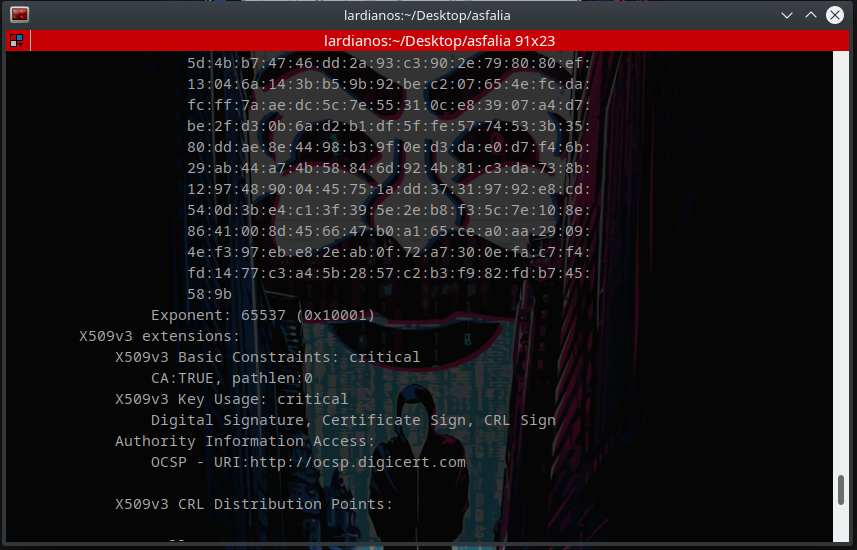 lardianos:~/Desktop/asfalia
lardianos:~/Desktop/asfalia 91x23
5d:4b:b7:47:46:dd:2a:93:c3:90:2e:79:80:80:ef:
13:04:6a:14:3b:b5:9b:92:be:c2:07:65:4e:fc:da:
fc:ff:7a:ae:dc:5c:7e:55:31:0c:e8:39:07:a4:d7:
be:2f:d3:0b:6a:d2:b1:df:5f:fe:57:74:53:3b:35:
80:dd:ae:8e:44:98:b3:9f:0e:d3:da:e0:d7:f4:6b:
29:ab:44:a7:4b:58:84:6d:92:4b:81:c3:da:73:8b:
12:97:48:90:04:45:75:1a:dd:37:31:97:92:e8:cd:
54:0d:3b:e4:c1:3f:39:5e:2e:b8:f3:5c:7e:10:8e:
86:41:00:8d:45:66:47:b0:a1:65:ce:a0:aa:29:09:
4e:f3:97:eb:e8:2e:ab:0f:72:a7:30:0e:fa:c7:f4:
fd:14:77:c3:a4:5b:28:57:c2:b3:f9:82:fd:b7:45:
58:9b
Exponent: 65537 (0x10001)
X509v3 extensions:
X509v3 Basic Constraints: critical
CA:TRUE, pathlen:0
X509v3 Key Usage: critical
Digital Signature, Certificate Sign, CRL Sign
Authority Information Access:
OCSP - URI:http://ocsp.digicert.com
X509v3 CRL Distribution Points: